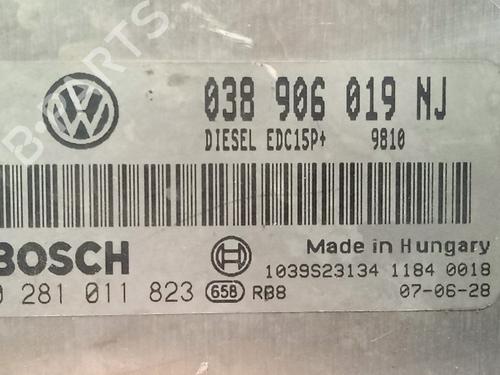 B-PARTS
038 906 019 NJ
DIESEL EDC15P+ 9810
BOSCH
Made in Hungary
1039S23134 1184 0018
0 281 011 823 658 RB8 07-06-28